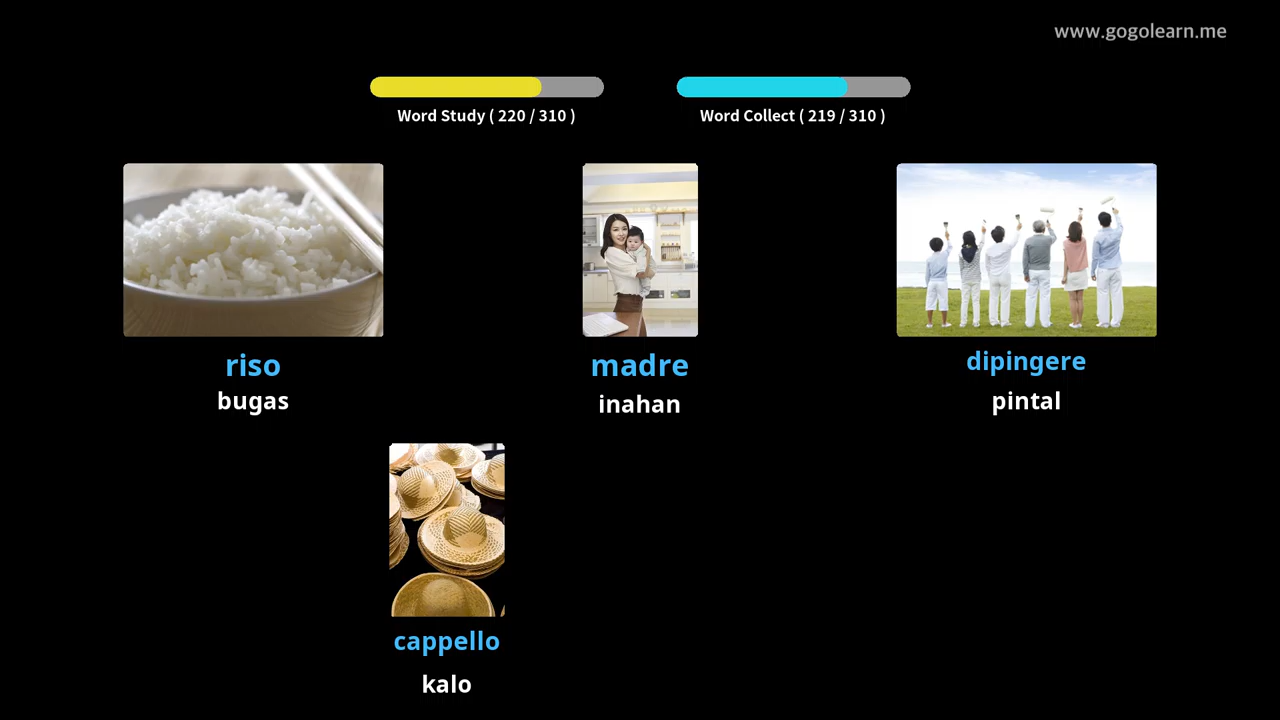 www.gogolearn.me
Word Study ( 220 / 310 )
Word Collect ( 219 / 310 )
riso
bugas
madre
inahan
dipingere
pintal
cappello
kalo